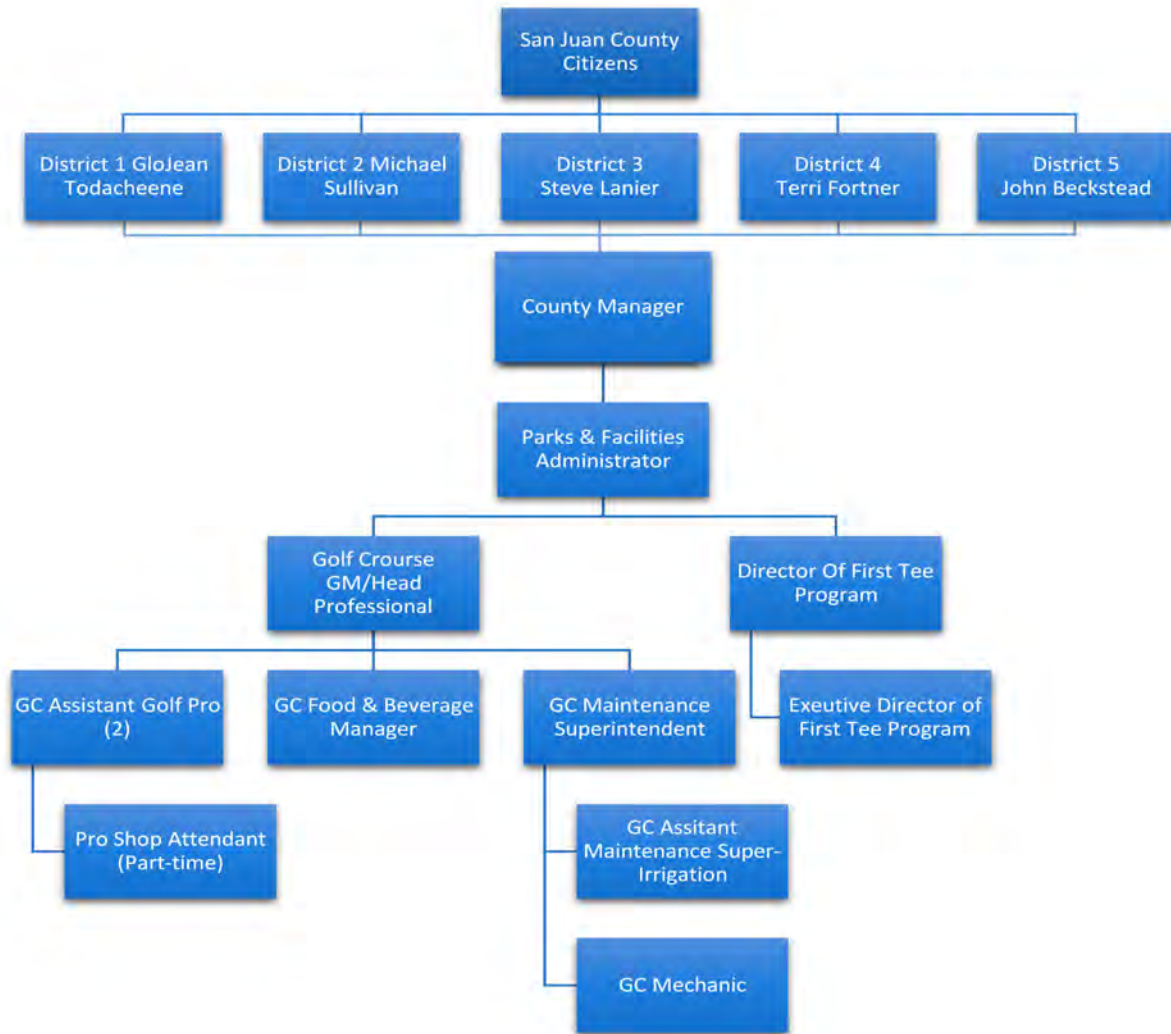 San Juan County
Citizens
District 1 GloJean
Todacheene
District 2 Michael
Sullivan
District 3
Steve Lanier
District 4
Terri Fortner
District 5
John Beckstead
County Manager
Parks & Facilities
Administrator
Golf Crourse
GM/Head
Professional
Director Of First Tee
Program
GC Assistant Golf Pro
(2)
GC Food & Beverage
Manager
GC Maintenance
Superintendent
Exeutive Director of
First Tee Program
Pro Shop Attendant
(Part-time)
GC Assitant
Maintenance Super-
Irrigation
GC Mechanic